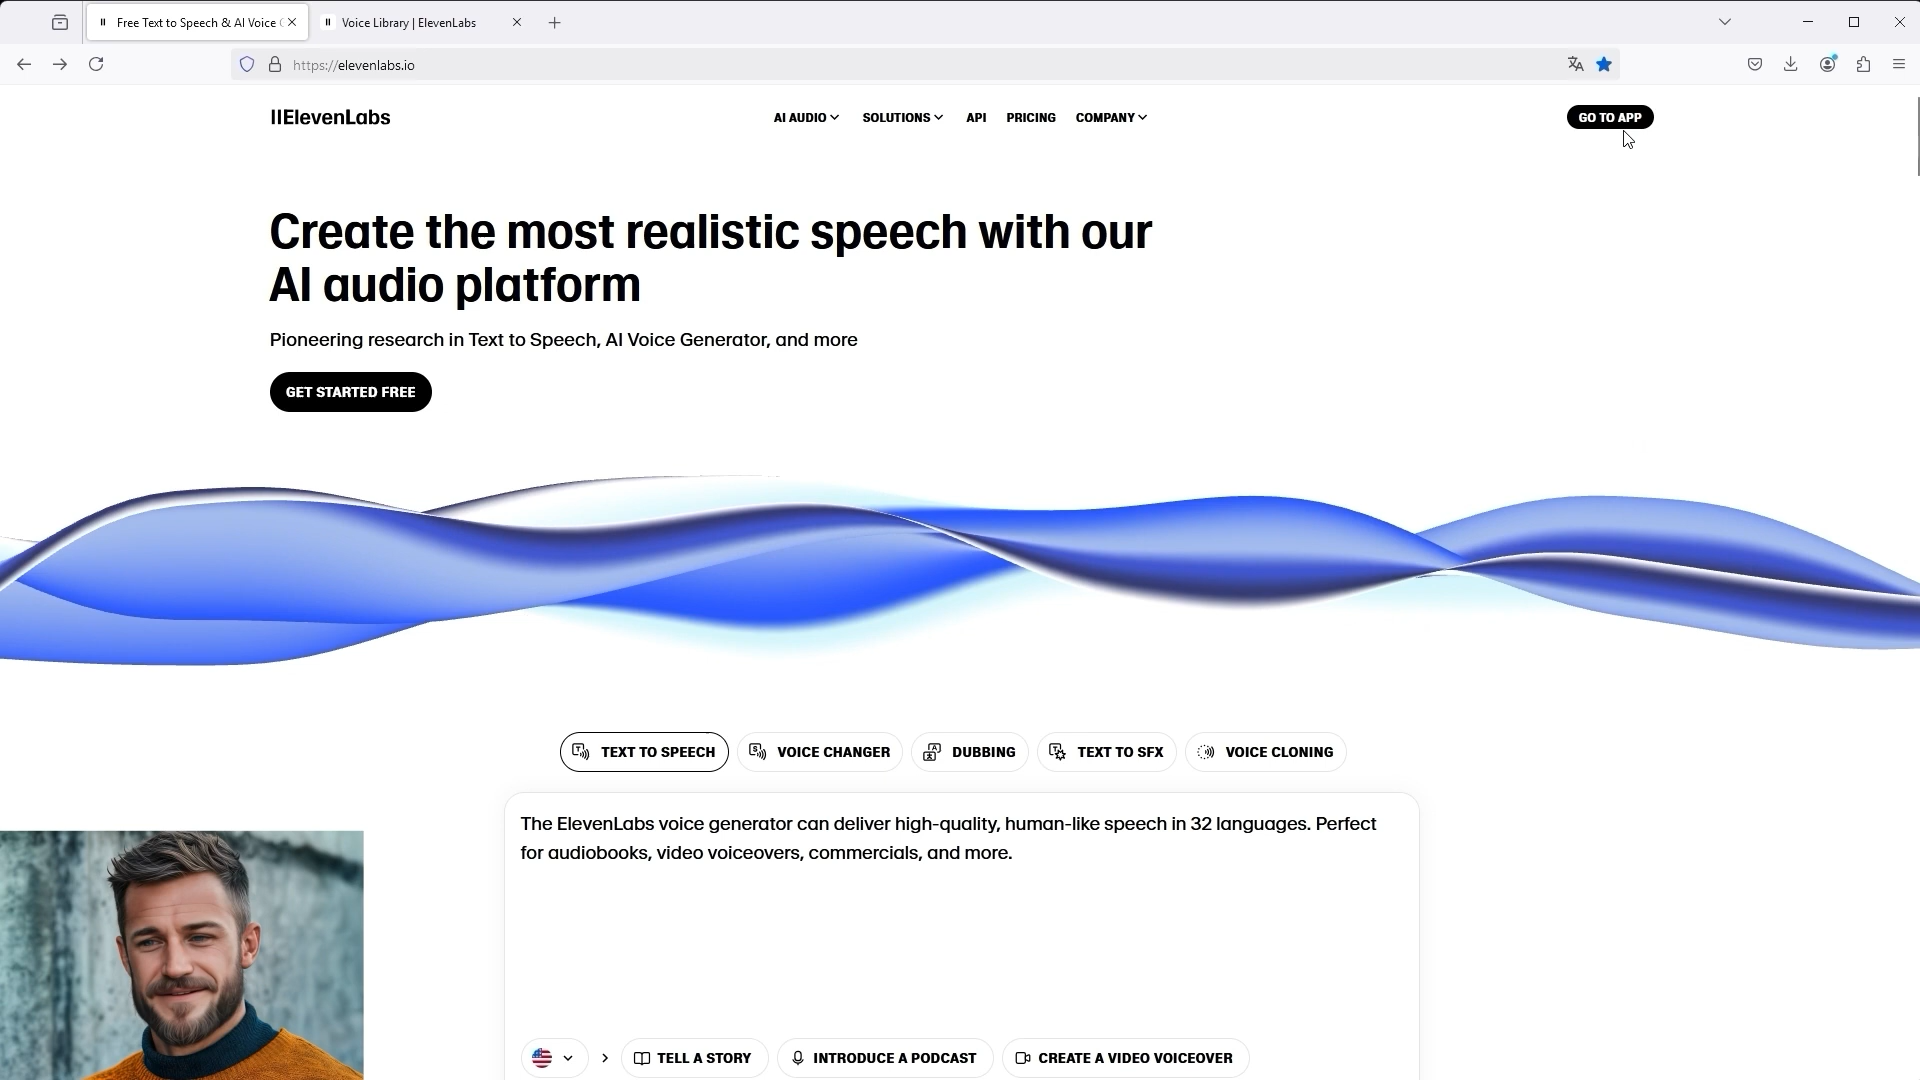 Free Text to Speech & AI Voice
Voice Library | ElevenLabs
https://elevenlabs.io
IIElevenLabs
AI AUDIO
SOLUTIONS
API
PRICING
COMPANY
GO TO APP
Create the most realistic speech with our
AI audio platform
Pioneering research in Text to Speech, AI Voice Generator, and more
GET STARTED FREE
TEXT TO SPEECH
VOICE CHANGER
DUBBING
TEXT TO SFX
VOICE CLONING
The ElevenLabs voice generator can deliver high-quality, human-like speech in 32 languages. Perfect
for audiobooks, video voiceovers, commercials, and more.
TELL A STORY
INTRODUCE A PODCAST
CREATE A VIDEO VOICEOVER